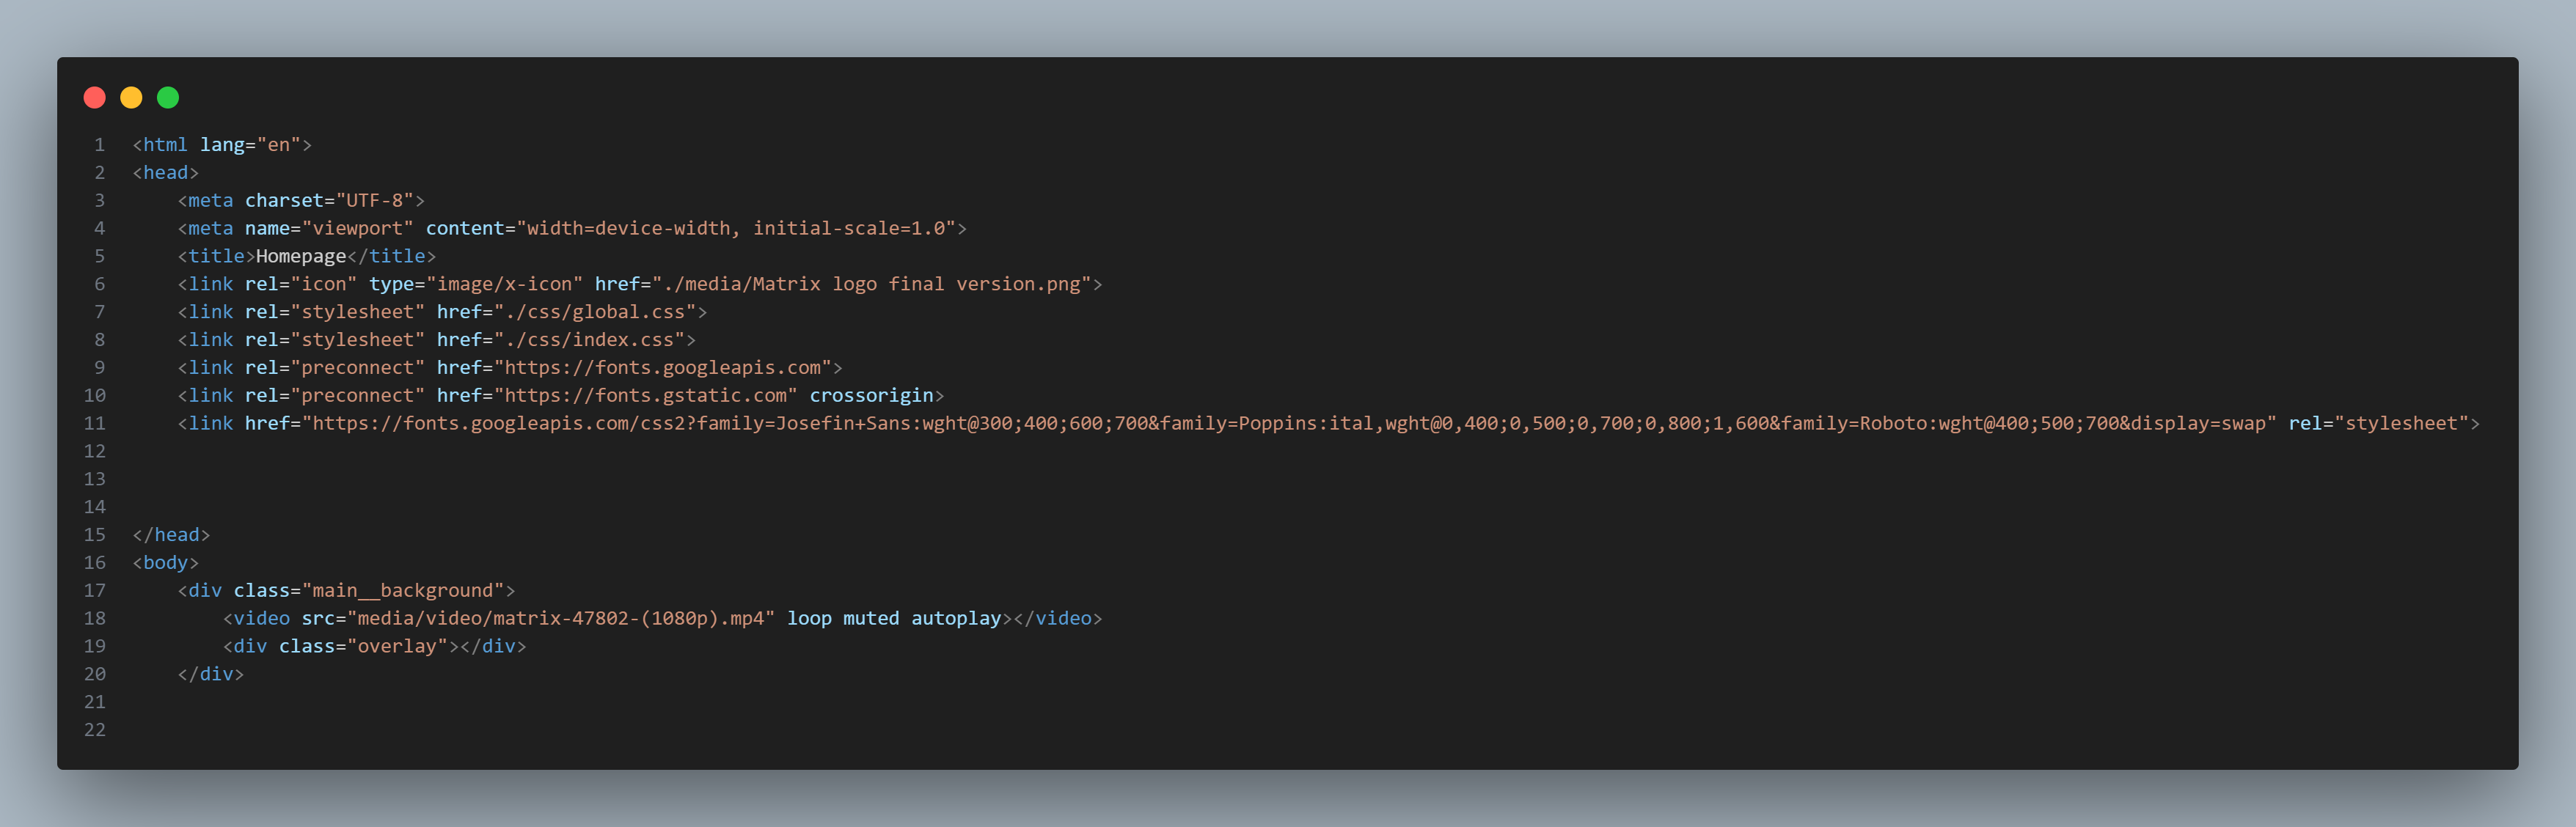 1 <html lang="en">
2 <head>
3     <meta charset="UTF-8">
4     <meta name="viewport" content="width=device-width, initial-scale=1.0">
5     <title>Homepage</title>
6     <link rel="icon" type="image/x-icon" href="./media/Matrix logo final version.png">
7     <link rel="stylesheet" href="./css/global.css">
8     <link rel="stylesheet" href="./css/index.css">
9     <link rel="preconnect" href="https://fonts.googleapis.com">
10     <link rel="preconnect" href="https://fonts.gstatic.com" crossorigin>
11     <link href="https://fonts.googleapis.com/css2?family=Josefin+Sans:wght@300;400;600;700&family=Poppins:ital,wght@0,400;0,500;0,700;0,800;1,600&family=Roboto:wght@400;500;700&display=swap" rel="stylesheet">
12
13
14
15 </head>
16 <body>
17     <div class="main__background">
18         <video src="media/video/matrix-47802-(1080p).mp4" loop muted autoplay></video>
19         <div class="overlay"></div>
20     </div>
21
22